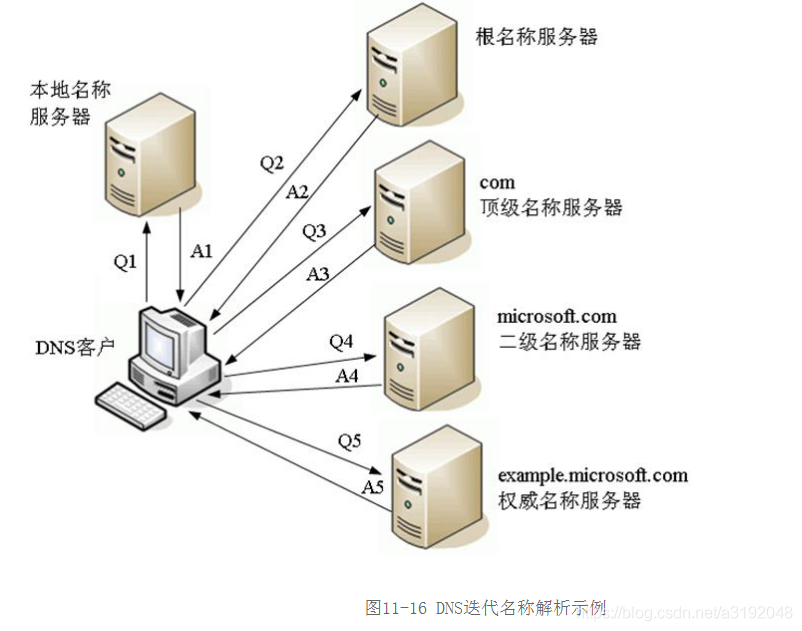 根名称服务器
本地名称
服务器
Q2
A2
com
顶级名称服务器
Q3
Q1
A1
A3
microsoft.com
二级名称服务器
DNS客户
Q4
A4
Q5
example.microsoft.com
权威名称服务器
A5
图11-16 DNS迭代名称解析示例
https://blog.csdn.net/a3192048